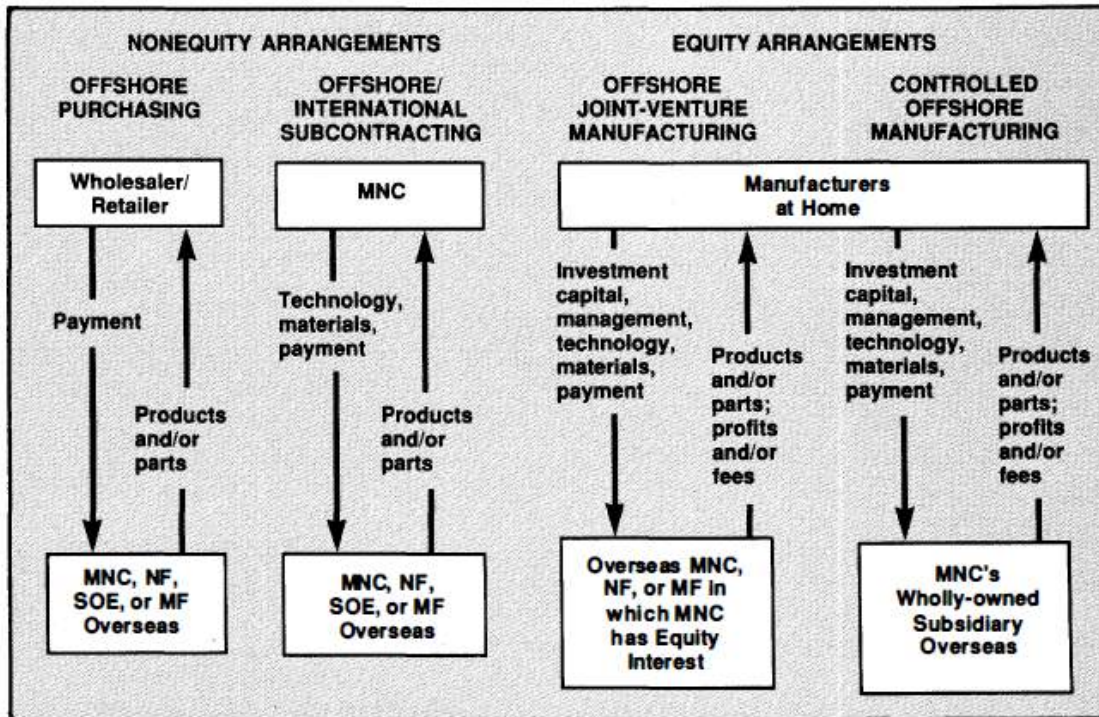 NONEQUITY ARRANGEMENTS
EQUITY ARRANGEMENTS
OFFSHORE
PURCHASING
OFFSHORE/
INTERNATIONAL
SUBCONTRACTING
OFFSHORE
JOINT-VENTURE
MANUFACTURING
CONTROLLED
OFFSHORE
MANUFACTURING
Wholesaler/
Retailer
MNC
Manufacturers
at Home
Payment
Products
and/or
parts
Technology,
materials,
payment
Products
and/or
parts
Investment
capital,
management,
technology,
materials,
payment
Products
and/or
parts;
profits
and/or
fees
Investment
capital,
management,
technology,
materials,
payment
Products
and/or
parts;
profits
and/or
fees
MNC, NF,
SOE, or MF
Overseas
MNC, NF,
SOE, or MF
Overseas
Overseas MNC,
NF, or MF in
which MNC
has Equity
Interest
MNC's
Wholly-owned
Subsidiary
Overseas